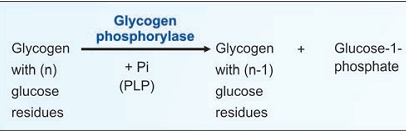 Glycogen
phosphorylase
Glycogen Glycogen + Glucose-1-
with (n) + Pi with (n-1) phosphate
glucose (PLP) glucose
residues residues